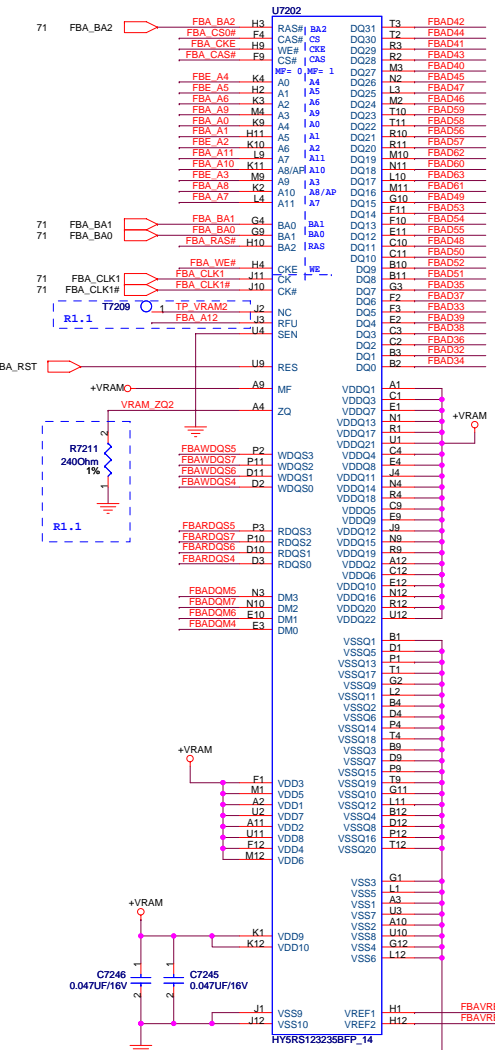 U7202
71 FBA_BA2 FBA_BA2 H3 RAS# BA2 DQ31 T3 FBAD42
FBA_CS0# F4 CAS# CS DQ30 T2 FBAD44
FBA_CKE H9 WE# CKE DQ29 R3 FBAD41
FBA_CAS# F9 CS# CAS DQ28 R2 FBAD43
DQ27 M3 FBAD40
MF= 0 MF= 1
FBE_A4 K4 A0 A4 DQ26 N2 FBAD45
FBE_A5 H2 A1 A5 DQ25 L3 FBAD47
FBA_A6 K3 A2 A6 DQ24 M2 FBAD46
FBA_A9 M4 A3 A9 DQ23 T10 FBAD59
FBA_A0 K9 A4 A0 DQ22 T11 FBAD58
FBA_A1 H11 A5 A1 DQ21 R10 FBAD56
FBE_A2 K10 A6 A2 DQ20 R11 FBAD57
FBA_A11 L9 A7 A11 DQ19 M10 FBAD62
FBA_A10 K11 A8/AP A10 DQ18 N11 FBAD60
FBE_A3 M9 A9 A3 DQ17 L10 FBAD63
FBA_A8 K2 A10 A8/AP DQ16 M11 FBAD61
FBA_A7 L4 A11 A7 DQ15 G10 FBAD49
DQ14 F11 FBAD54
71 FBA_BA1 FBA_BA1 G4 BA0 BA1 DQ13 F10 FBAD53
71 FBA_BA0 FBA_BA0 G9 BA1 BA0 DQ12 E11 FBAD55
FBA_RAS# H10 BA2 RAS DQ11 C10 FBAD48
DQ10 C11 FBAD50
FBA_WE# H4 CKE WE DQ9 B10 FBAD52
71 FBA_CLK1 FBA_CLK1 J11 CK DQ8 B11 FBAD51
71 FBA_CLK1# FBA_CLK1# J10 CK# DQ7 G3 FBAD35
DQ6 F2 FBAD37
T7209 1 TP_VRAM2 J2 NC DQ5 F3 FBAD33
R1.1 FBA_A12 J3 RFU DQ4 E2 FBAD39
U4 SEN DQ3 C3 FBAD38
DQ2 C2 FBAD36
DQ1 B3 FBAD32
BA_RST U9 RES DQ0 B2 FBAD34
+VRAM A9 MF VDDQ1 A1
VDDQ3 C1
VRAM_ZQ2 A4 ZQ VDDQ7 E1
VDDQ13 N1
VDDQ17 R1
+VRAM
VDDQ21 U1
2 R7211 240Ohm 1% 1
R1.1
FBAWDQS5 P2 WDQS3 VDDQ4 C4
FBAWDQS7 P11 WDQS2 VDDQ8 E4
FBAWDQS6 D11 WDQS1 VDDQ11 J4
FBAWDQS4 D2 WDQS0 VDDQ14 N4
VDDQ18 R4
VDDQ5 C9
VDDQ9 E9
FBARDQS5 P3 RDQS3 VDDQ12 J9
FBARDQS7 P10 RDQS2 VDDQ15 N9
FBARDQS6 D10 RDQS1 VDDQ19 R9
FBARDQS4 D3 RDQS0 VDDQ2 A12
VDDQ6 C12
VDDQ10 E12
FBADQM5 N3 DM3 VDDQ16 N12
FBADQM7 N10 DM2 VDDQ20 R12
FBADQM6 E10 DM1 VDDQ22 U12
FBADQM4 E3 DM0
VSSQ1 B1
VSSQ5 D1
VSSQ13 P1
VSSQ17 T1
VSSQ9 G2
VSSQ11 L2
VSSQ2 B4
VSSQ6 D4
VSSQ14 P4
VSSQ18 T4
VSSQ3 B9
VSSQ7 D9
VSSQ15 P9
+VRAM
F1 VDD3 VSSQ19 T9
M1 VDD5 VSSQ10 G11
A2 VDD1 VSSQ12 L11
U2 VDD7 VSSQ4 B12
A11 VDD2 VSSQ8 D12
U11 VDD8 VSSQ16 P12
F12 VDD4 VSSQ20 T12
M12 VDD6
VSS3 G1
VSS5 L1
VSS1 A3
VSS7 U3
VSS2 A10
+VRAM
K1 VDD9 VSS8 U10
K12 VDD10 VSS4 G12
VSS6 L12
1 1
C7246 C7245
0.047UF/16V 0.047UF/16V
2 2
J1 VSS9 VREF1 H1 FBAVRE
J12 VSS10 VREF2 H12 FBAVRE
HY5RS123235BFP_14